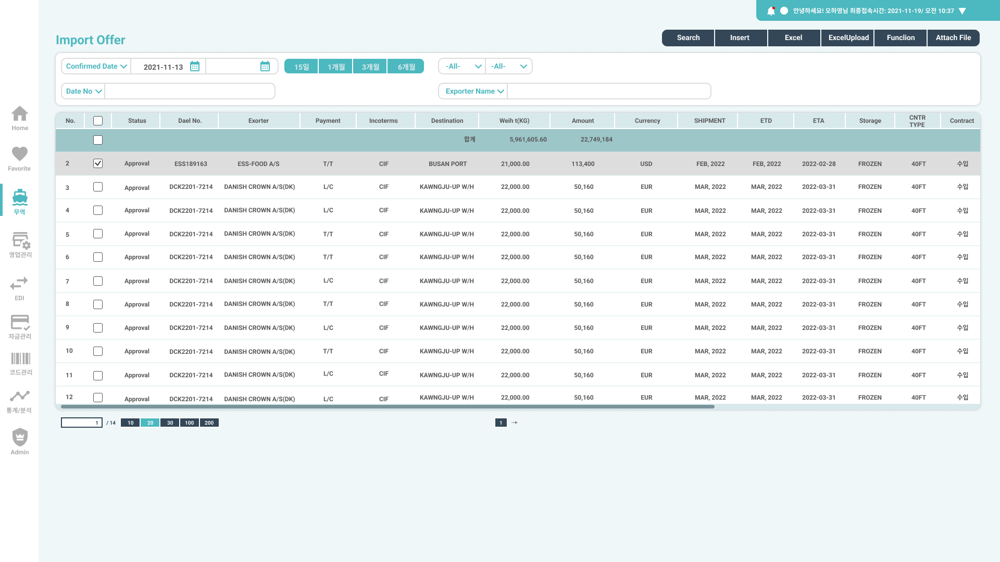 안녕하세요! 오하영님 최종접속시간: 2021-11-19/ 오전 10:37
Import Offer
Search Insert Excel ExcelUpload Funclion Attach File
Confirmed Date 2021-11-13 15일 1개월 3개월 6개월 -All- -All-
Date No Exporter Name
Home
Favorite
무역
영업관리
EDI
자금관리
코드관리
통계/분석
Admin
No. Status Dael No. Exorter Payment Incoterms Destination Weih t(KG) Amount Currency SHIPMENT ETD ETA Storage CNTR TYPE Contract
합계 5,961,605.60 22,749,184
2 Approval ESS189163 ESS-FOOD A/S T/T CIF BUSAN PORT 21,000.00 113,400 USD FEB, 2022 FEB, 2022 2022-02-28 FROZEN 40FT 수입
3 Approval DCK2201-7214 DANISH CROWN A/S(DK) L/C CIF KAWNGJU-UP W/H 22,000.00 50,160 EUR MAR, 2022 MAR, 2022 2022-03-31 FROZEN 40FT 수입
4 Approval DCK2201-7214 DANISH CROWN A/S(DK) L/C CIF KAWNGJU-UP W/H 22,000.00 50,160 EUR MAR, 2022 MAR, 2022 2022-03-31 FROZEN 40FT 수입
5 Approval DCK2201-7214 DANISH CROWN A/S(DK) T/T CIF KAWNGJU-UP W/H 22,000.00 50,160 EUR MAR, 2022 MAR, 2022 2022-03-31 FROZEN 40FT 수입
6 Approval DCK2201-7214 DANISH CROWN A/S(DK) T/T CIF KAWNGJU-UP W/H 22,000.00 50,160 EUR MAR, 2022 MAR, 2022 2022-03-31 FROZEN 40FT 수입
7 Approval DCK2201-7214 DANISH CROWN A/S(DK) L/C CIF KAWNGJU-UP W/H 22,000.00 50,160 EUR MAR, 2022 MAR, 2022 2022-03-31 FROZEN 40FT 수입
8 Approval DCK2201-7214 DANISH CROWN A/S(DK) T/T CIF KAWNGJU-UP W/H 22,000.00 50,160 EUR MAR, 2022 MAR, 2022 2022-03-31 FROZEN 40FT 수입
9 Approval DCK2201-7214 DANISH CROWN A/S(DK) L/C CIF KAWNGJU-UP W/H 22,000.00 50,160 EUR MAR, 2022 MAR, 2022 2022-03-31 FROZEN 40FT 수입
10 Approval DCK2201-7214 DANISH CROWN A/S(DK) T/T CIF KAWNGJU-UP W/H 22,000.00 50,160 EUR MAR, 2022 MAR, 2022 2022-03-31 FROZEN 40FT 수입
11 Approval DCK2201-7214 DANISH CROWN A/S(DK) L/C CIF KAWNGJU-UP W/H 22,000.00 50,160 EUR MAR, 2022 MAR, 2022 2022-03-31 FROZEN 40FT 수입
12 Approval DCK2201-7214 DANISH CROWN A/S(DK) L/C CIF KAWNGJU-UP W/H 22,000.00 50,160 EUR MAR, 2022 MAR, 2022 2022-03-31 FROZEN 40FT 수입
1 / 14 10 20 30 100 200 1